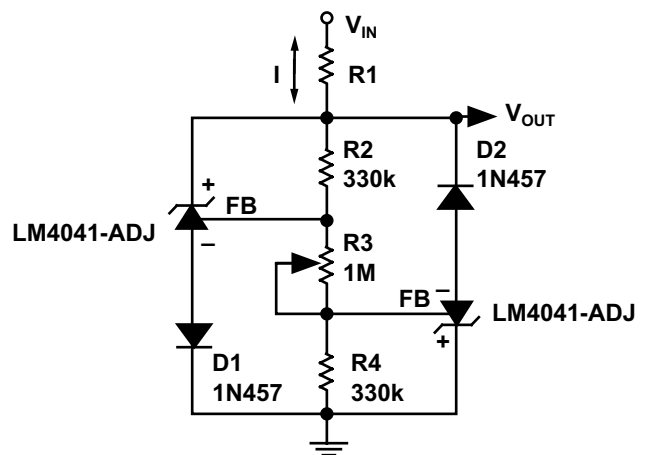 V_IN
I
R1
V_OUT
R2
330k
D2
1N457
+
FB
LM4041-ADJ
–
R3
1M
FB
–
LM4041-ADJ
+
D1
1N457
R4
330k